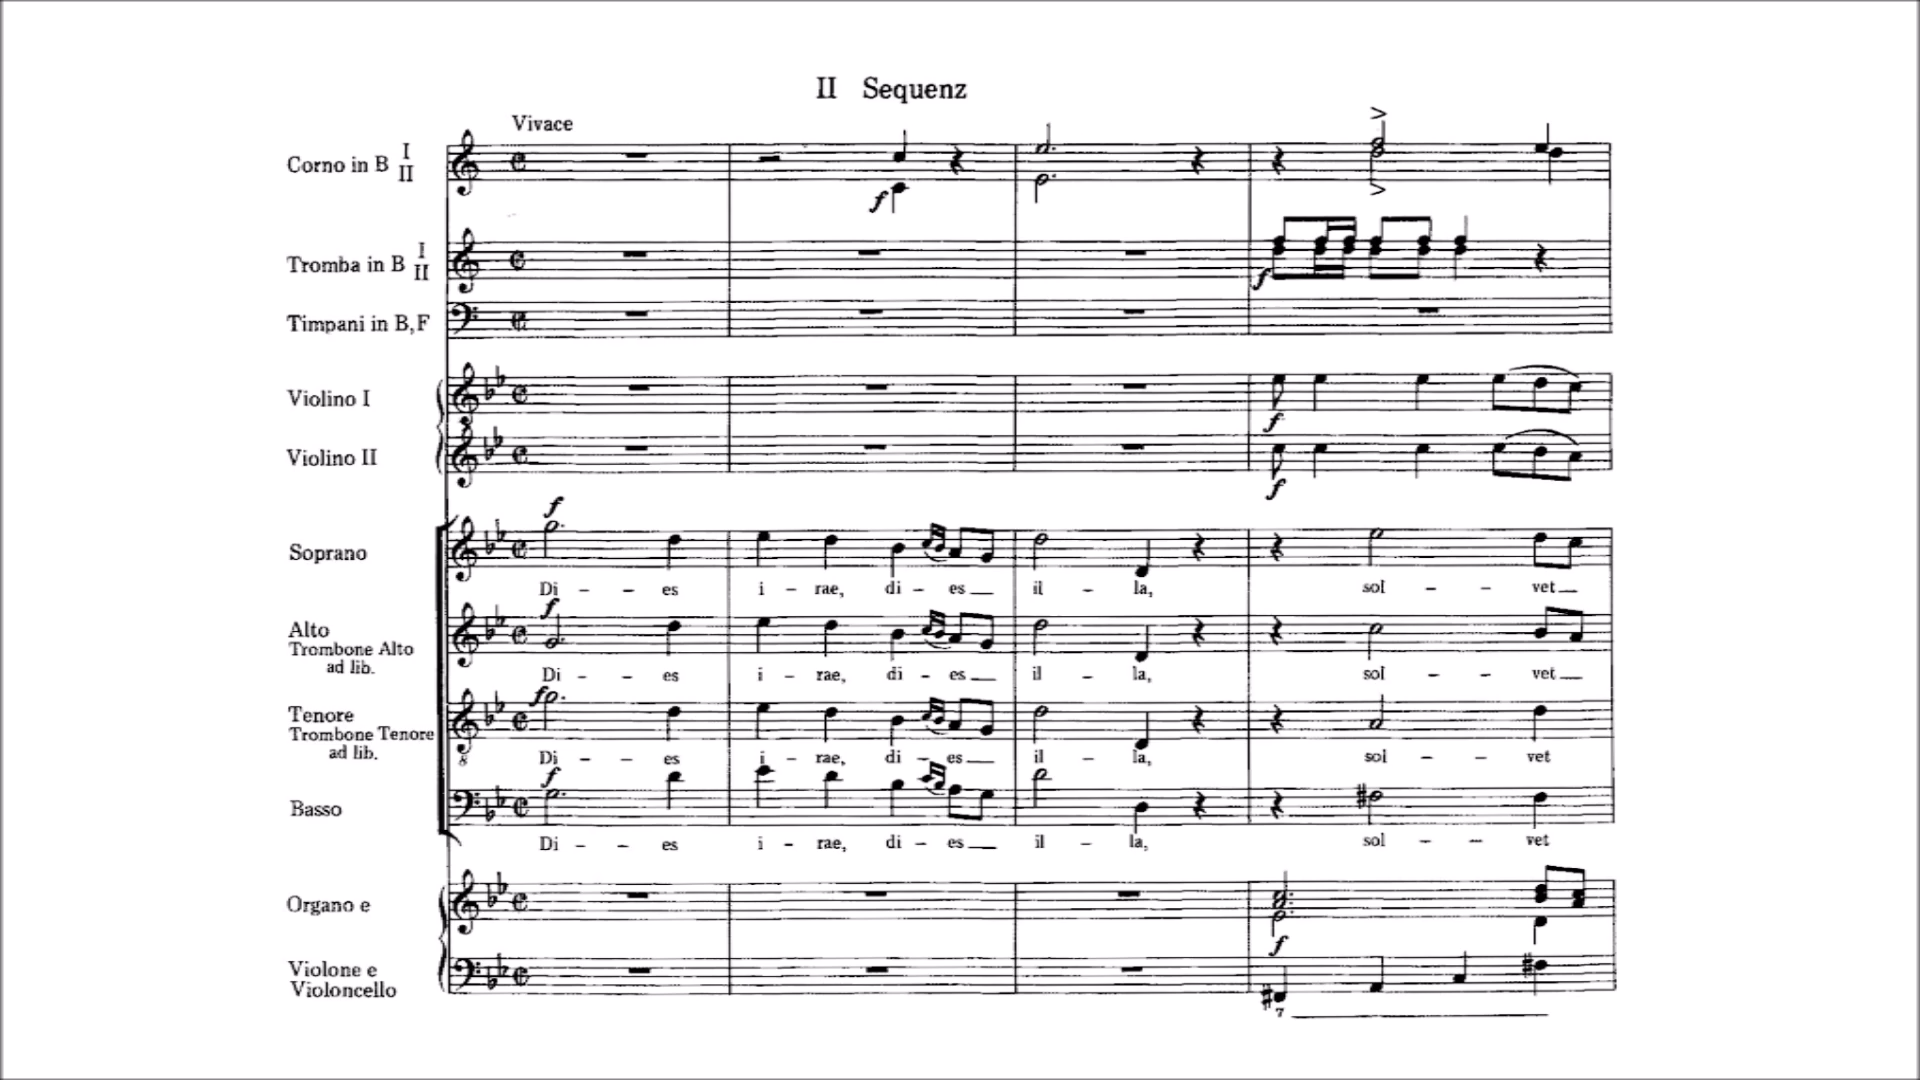 II Sequenz
Vivace
Corno in B I II
f
Tromba in B I II
f
Timpani in B, F
Violino I
f
Violino II
f
f
Soprano
Di - - es i - rae, di - es il - la, sol - - vet
f
Alto
Trombone Alto
ad lib.
Di - - es i - rae, di - es il - la, sol - - vet
f
Tenore
Trombone Tenore
ad lib.
8
Di - - es i - rae, di - es il - la, sol - - vet
f
Basso
Di - - es i - rae, di - es il - la, sol - - vet
Organo e
f
Violone e
Violoncello
7